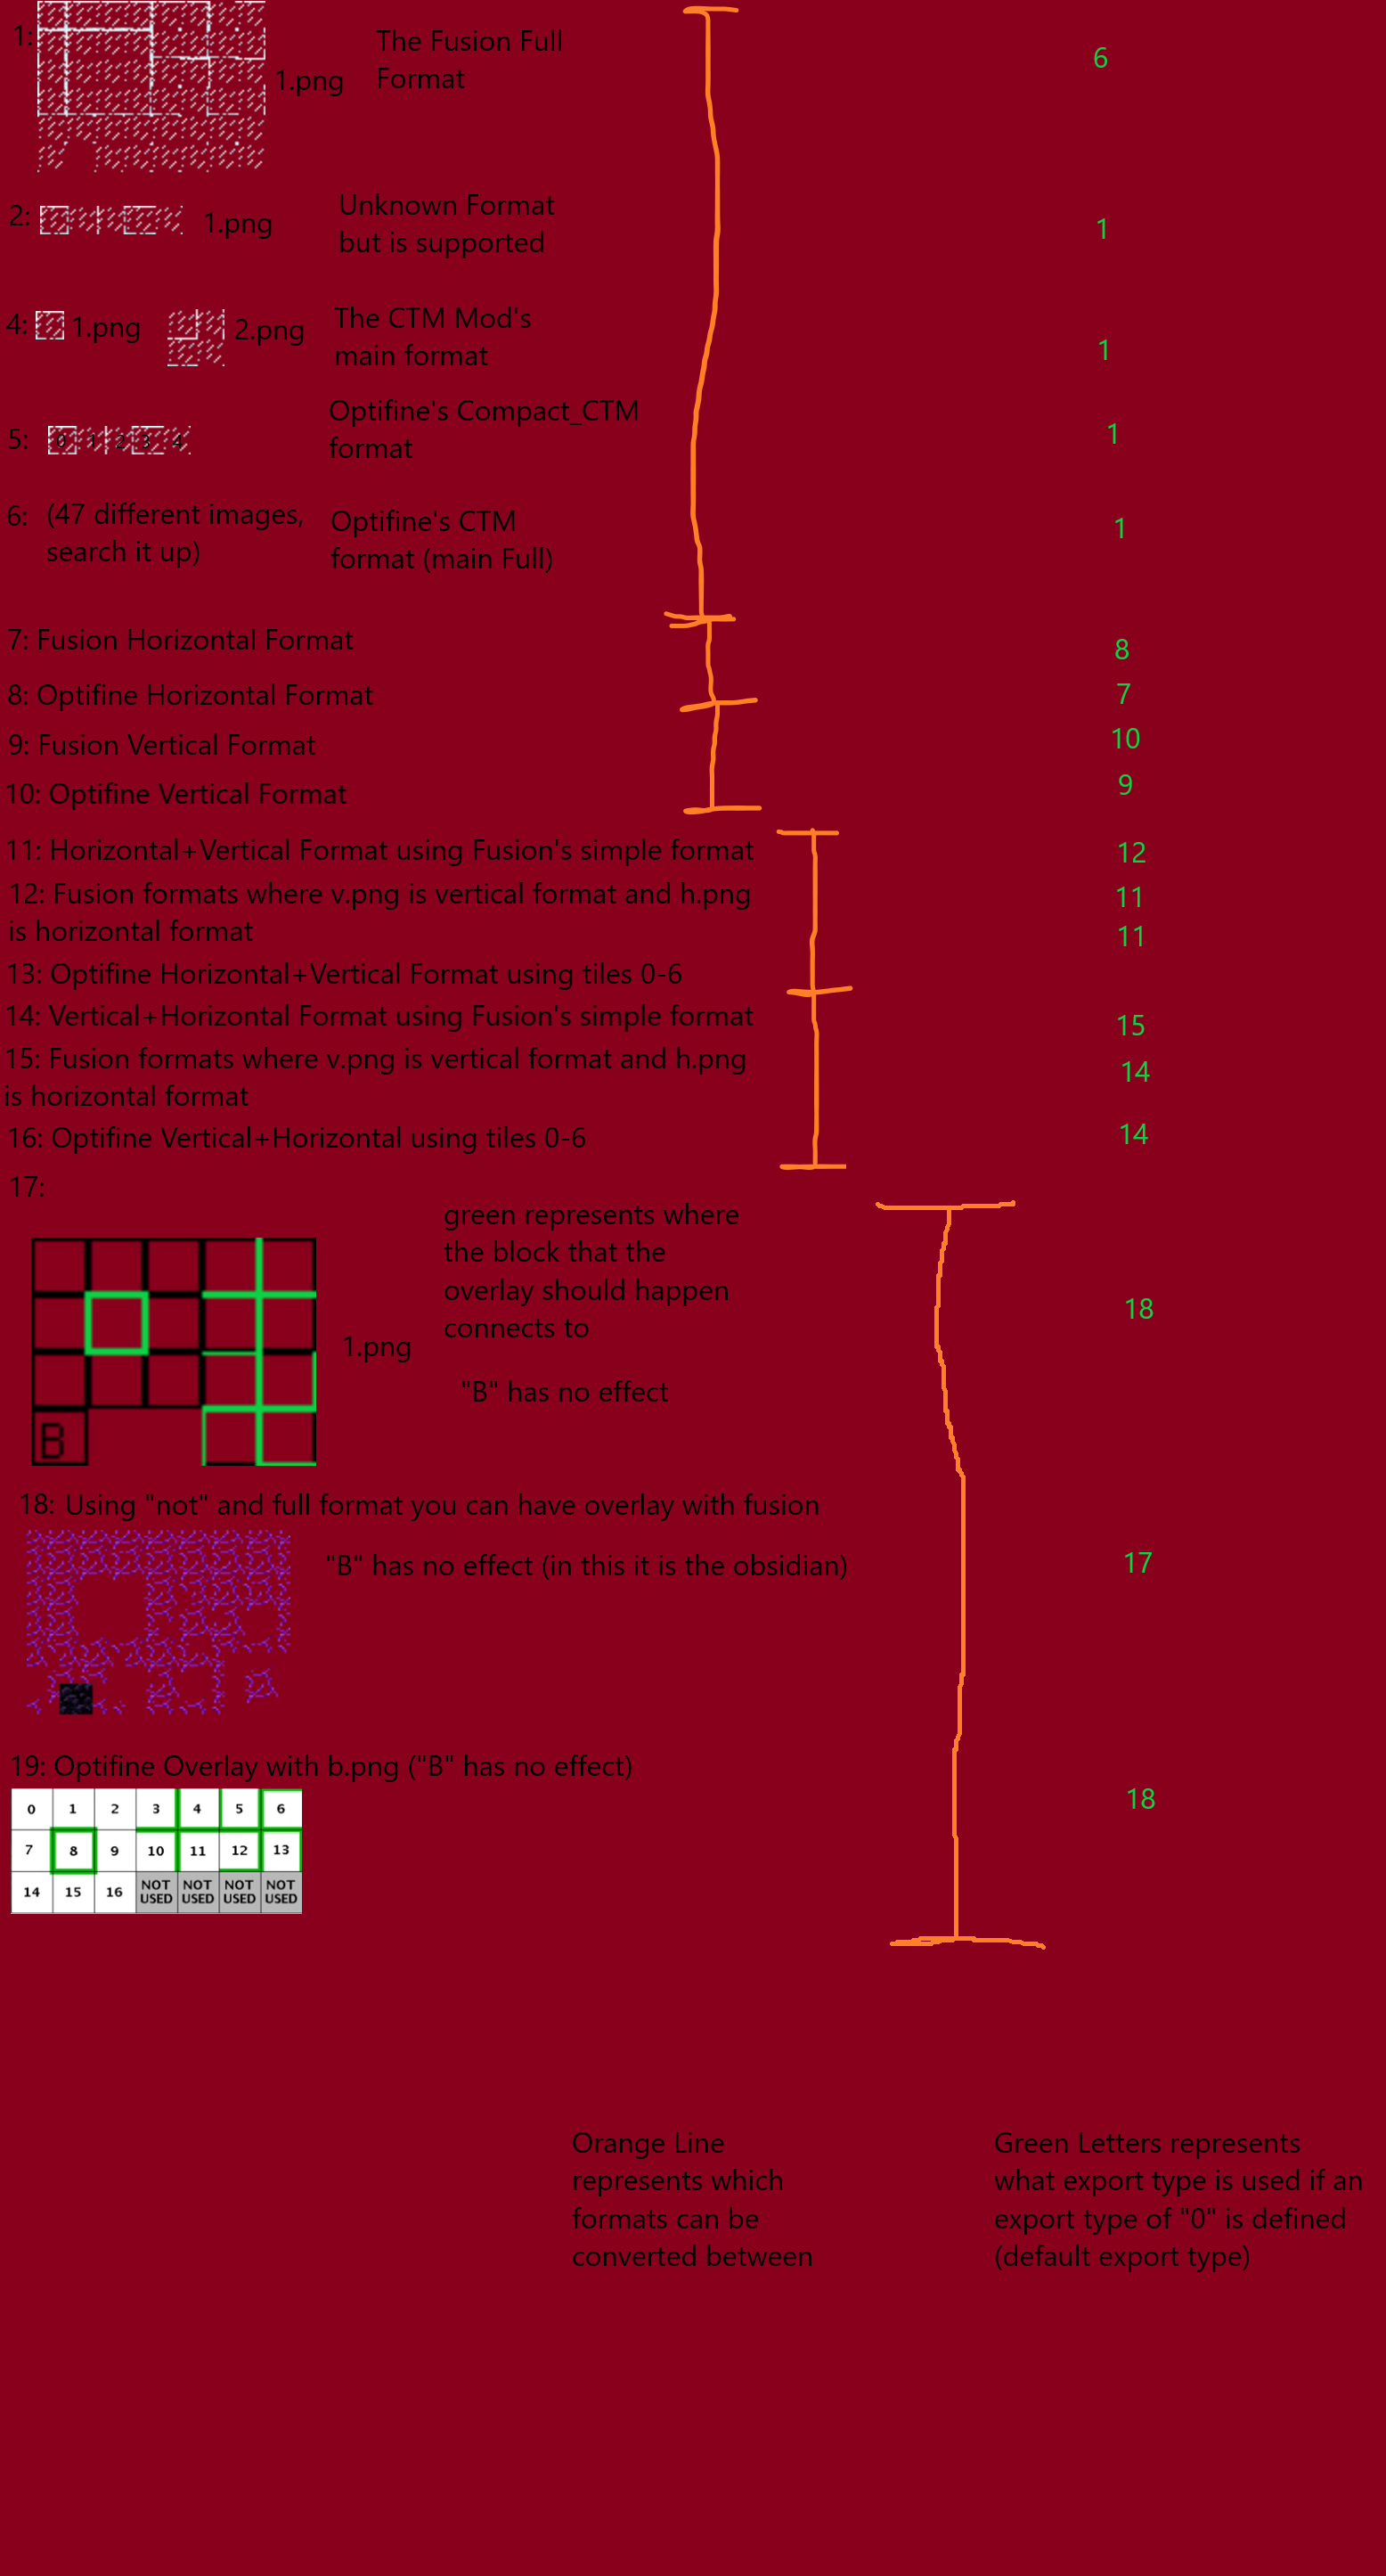 1:
1.png
The Fusion Full
Format
6
2:
1.png
Unknown Format
but is supported
1
4:
1.png
2.png
The CTM Mod's
main format
1
5:
0 1 2 3 4
Optifine's Compact_CTM
format
1
6:
(47 different images,
search it up)
Optifine's CTM
format (main Full)
1
7: Fusion Horizontal Format
8
8: Optifine Horizontal Format
7
9: Fusion Vertical Format
10
10: Optifine Vertical Format
9
11: Horizontal+Vertical Format using Fusion's simple format
12
12: Fusion formats where v.png is vertical format and h.png
is horizontal format
11
11
13: Optifine Horizontal+Vertical Format using tiles 0-6
14: Vertical+Horizontal Format using Fusion's simple format
15
15: Fusion formats where v.png is vertical format and h.png
is horizontal format
14
16: Optifine Vertical+Horizontal using tiles 0-6
14
17:
B
1.png
green represents where
the block that the
overlay should happen
connects to
"B" has no effect
18
18: Using "not" and full format you can have overlay with fusion
"B" has no effect (in this it is the obsidian)
17
19: Optifine Overlay with b.png ("B" has no effect)
0 1 2 3 4 5 6
7 8 9 10 11 12 13
14 15 16 NOT USED NOT USED NOT USED NOT USED
18
Orange Line
represents which
formats can be
converted between
Green Letters represents
what export type is used if an
export type of "0" is defined
(default export type)